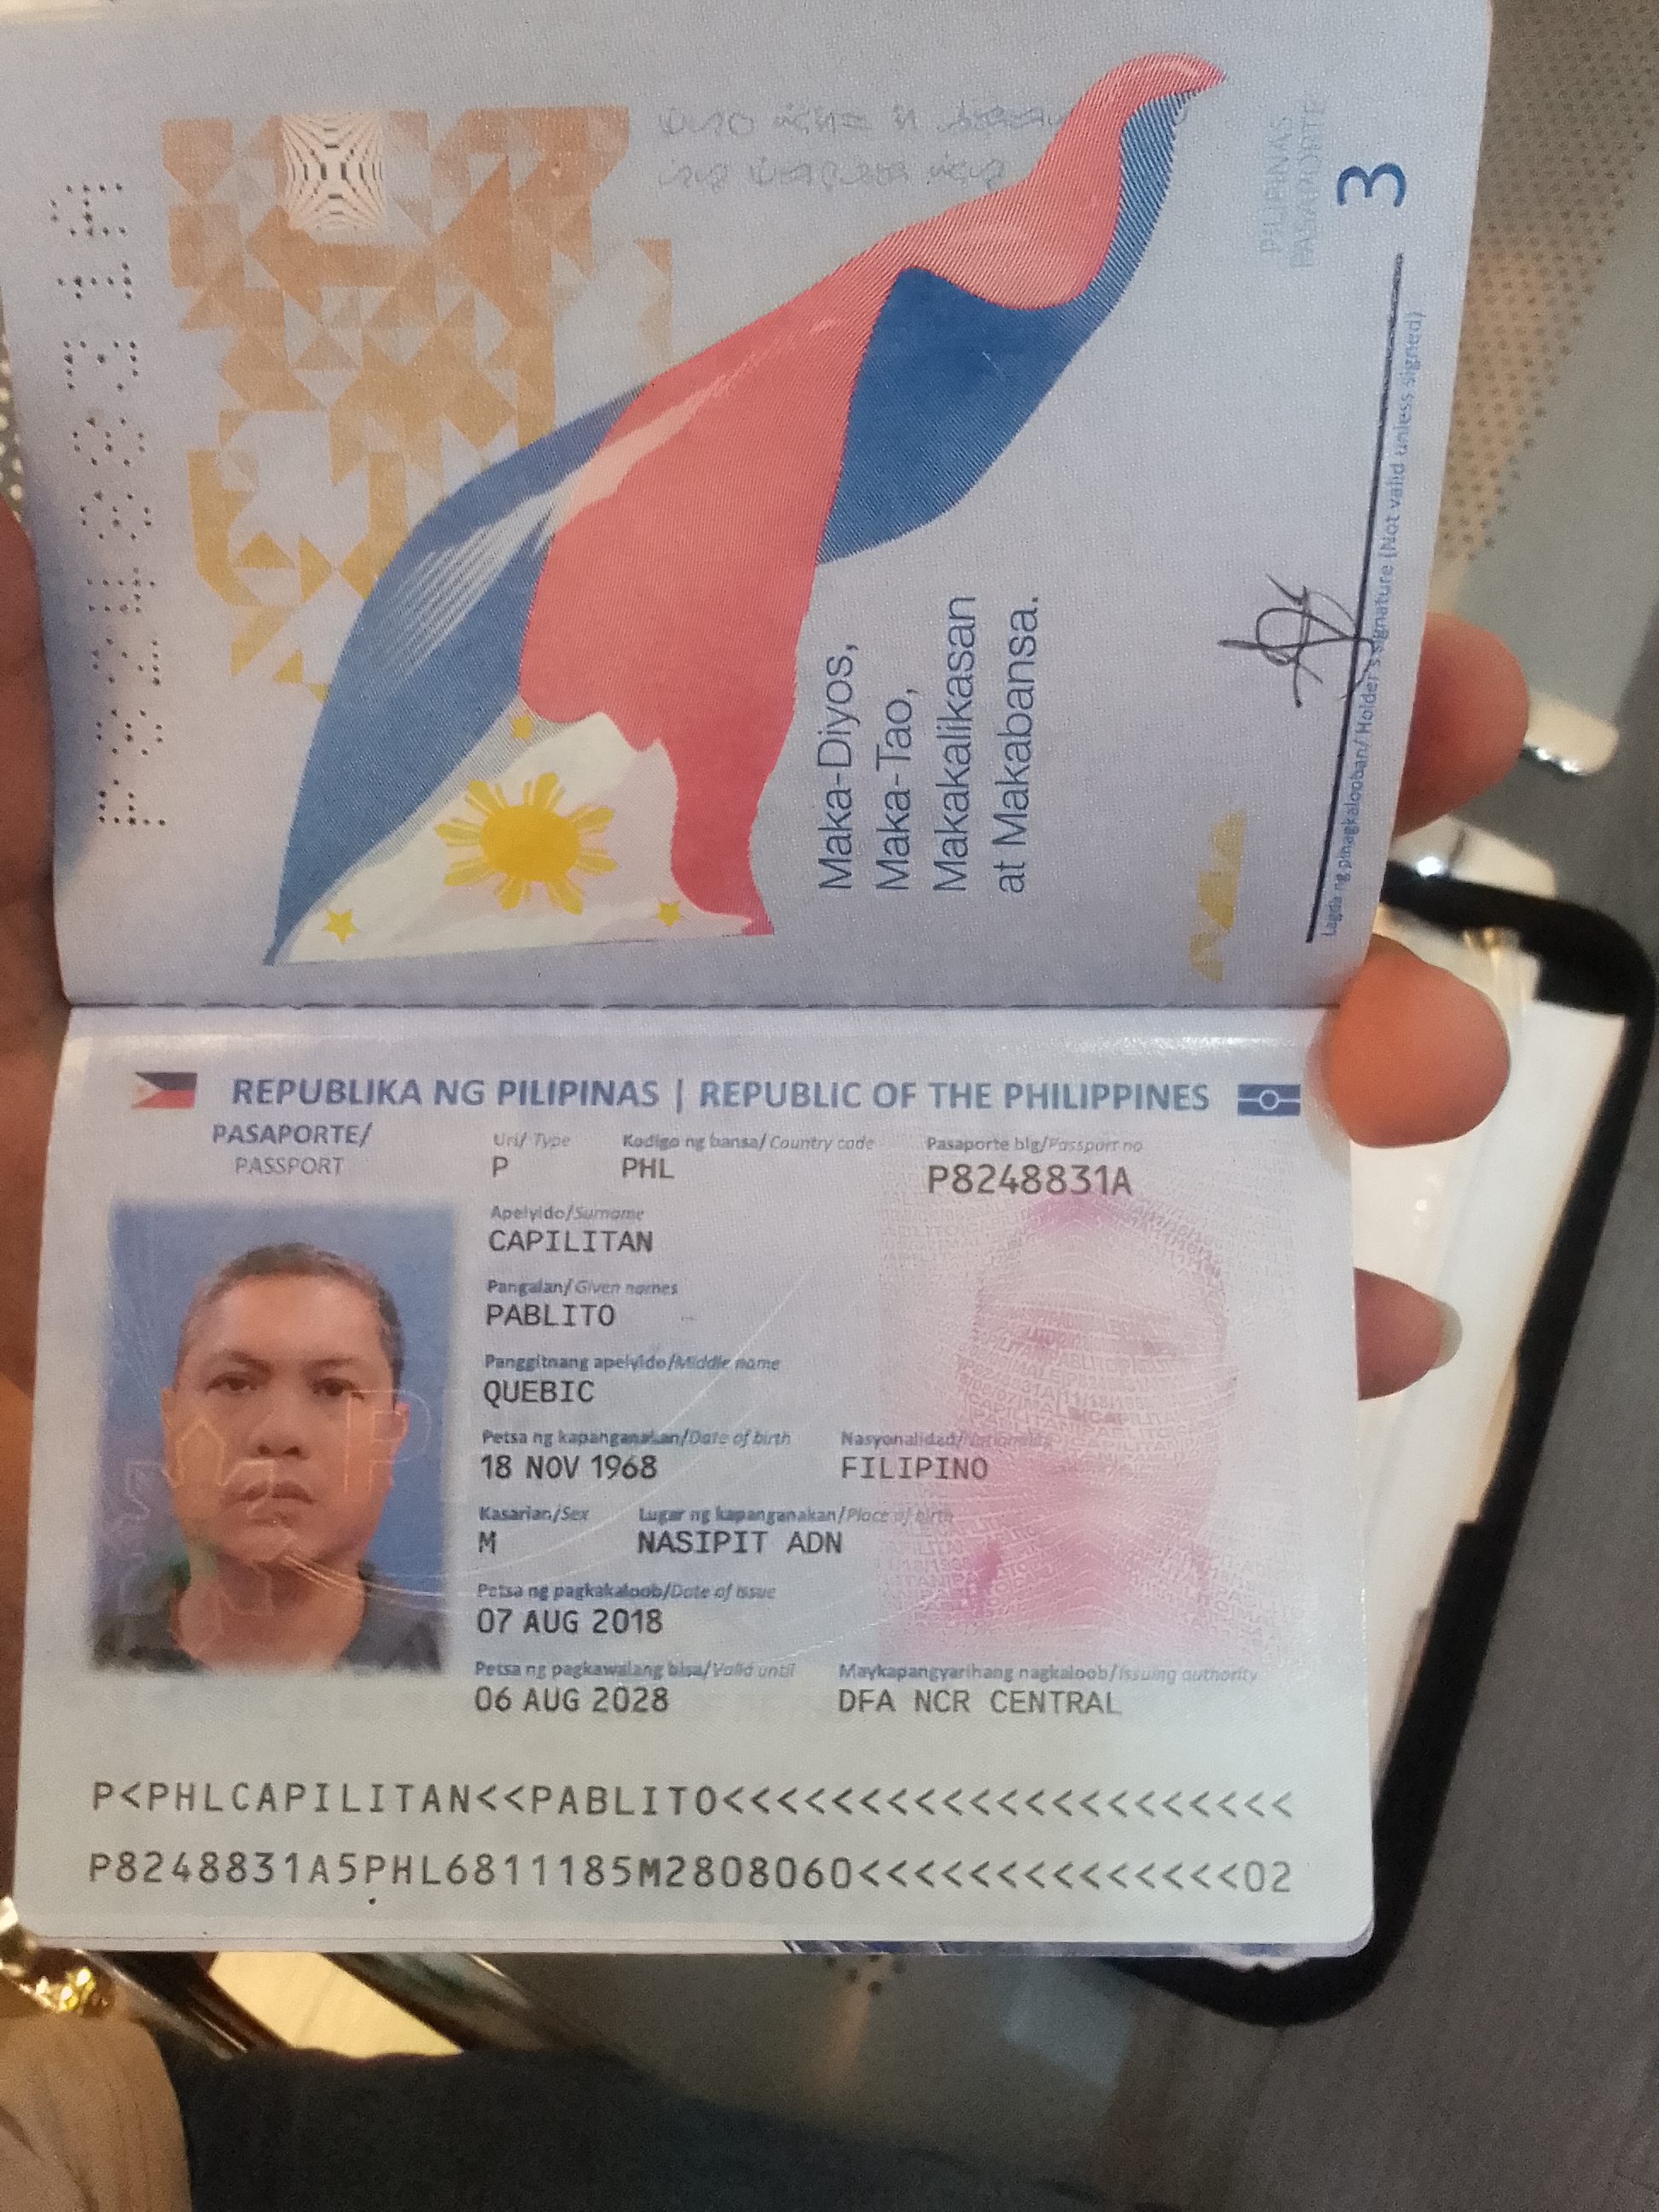 PILIPINAS
PASAPORTE
3
Maka-Diyos,
Maka-Tao,
Makakalikasan
at Makabansa.
Lagda ng pinagkalooban/ Holder's signature (Not valid unless signed)
REPUBLIKA NG PILIPINAS | REPUBLIC OF THE PHILIPPINES
PASAPORTE/
PASSPORT
Uri/ Type
Kodigo ng bansa/ Country code
Pasaporte blg/Passport no
P
PHL
P8248831A
Apelyido/Surname
CAPILITAN
Pangalan/ Given names
PABLITO
Panggitnang apelyido/Middle name
QUEBIC
Petsa ng kapanganakan/Date of birth
Nasyonalidad/Nationality
18 NOV 1968
FILIPINO
Kasarian/Sex
Lugar ng kapanganakan/Place of birth
M
NASIPIT ADN
Petsa ng pagkakaloob/Date of issue
07 AUG 2018
Petsa ng pagkawalang bisa/Valid until
Maykapangyarihang nagkaloob/Issuing authority
06 AUG 2028
DFA NCR CENTRAL
P<PHLCAPILITAN<<PABLITO<<<<<<<<<<<<<<<<<<<<<
P8248831A5PHL6811185M2808060<<<<<<<<<<<<<<02